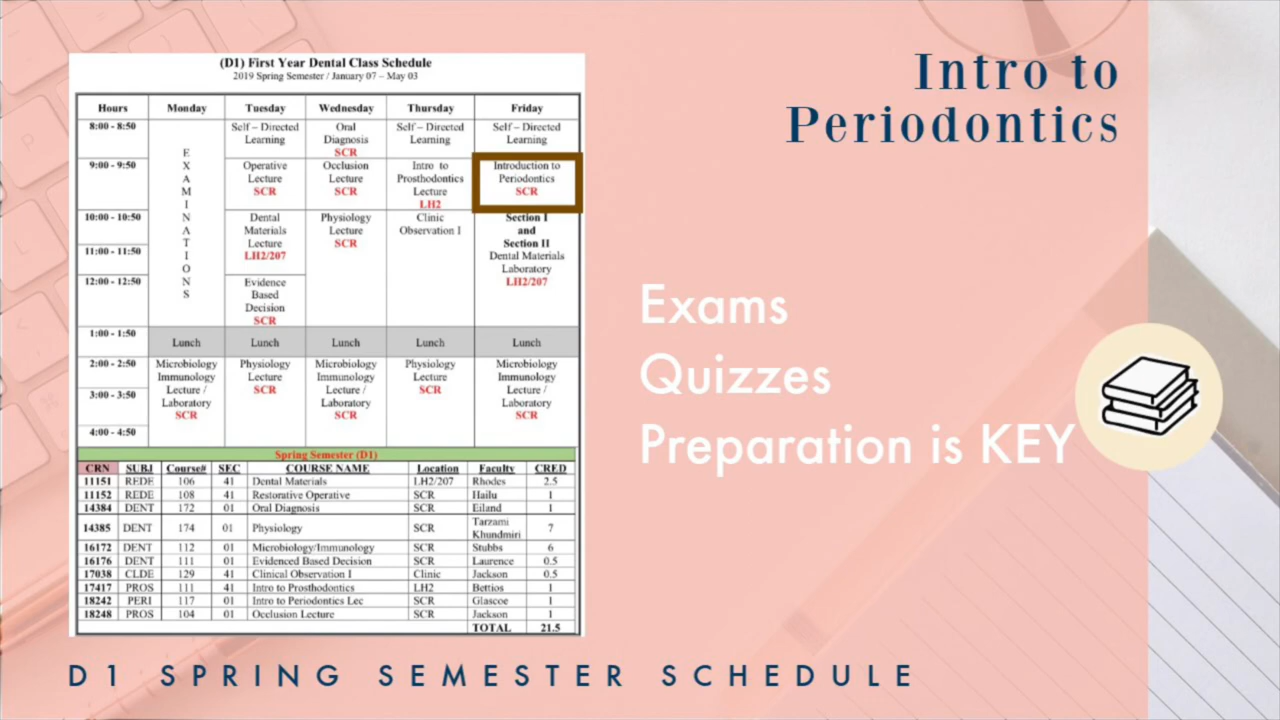 (D1) First Year Dental Class Schedule
2019 Spring Semester / January 07 – May 03
Hours Monday Tuesday Wednesday Thursday Friday
8:00 - 8:50
9:00 - 9:50
10:00 - 10:50
11:00 - 11:50
12:00 - 12:50
1:00 - 1:50
2:00 - 2:50
3:00 - 3:50
4:00 - 4:50
E
X
A
M
I
N
A
T
I
O
N
S
Lunch
Microbiology
Immunology
Lecture /
Laboratory
SCR
Self – Directed
Learning
Operative
Lecture
SCR
Dental
Materials
Lecture
LH2/207
Evidence
Based
Decision
SCR
Lunch
Physiology
Lecture
SCR
Oral
Diagnosis
SCR
Occlusion
Lecture
SCR
Physiology
Lecture
SCR
Lunch
Microbiology
Immunology
Lecture /
Laboratory
SCR
Self – Directed
Learning
Intro to
Prosthodontics
Lecture
LH2
Clinic
Observation I
Lunch
Physiology
Lecture
SCR
Self – Directed
Learning
Introduction to
Periodontics
SCR
Section I
and
Section II
Dental Materials
Laboratory
LH2/207
Lunch
Microbiology
Immunology
Lecture /
Laboratory
SCR
Spring Semester (D1)
CRN SUBJ Course# SEC COURSE NAME Location Faculty CRED
11151 REDE 106 41 Dental Materials LH2/207 Rhodes 2.5
11152 REDE 108 41 Restorative Operative SCR Hailu 1
14384 DENT 172 01 Oral Diagnosis SCR Eiland 1
14385 DENT 174 01 Physiology SCR Tarzami Khundmiri 7
16172 DENT 112 01 Microbiology/Immunology SCR Stubbs 6
16176 DENT 111 01 Evidenced Based Decision SCR Laurence 0.5
17038 CLDE 129 41 Clinical Observation I Clinic Jackson 0.5
17417 PROS 111 41 Intro to Prosthodontics LH2 Bettios 1
18242 PERI 117 01 Intro to Periodontics Lec SCR Glascoe 1
18248 PROS 104 01 Occlusion Lecture SCR Jackson 1
TOTAL 21.5
Intro to
Periodontics
Exams
Quizzes
Preparation is KEY
D1 SPRING SEMESTER SCHEDULE